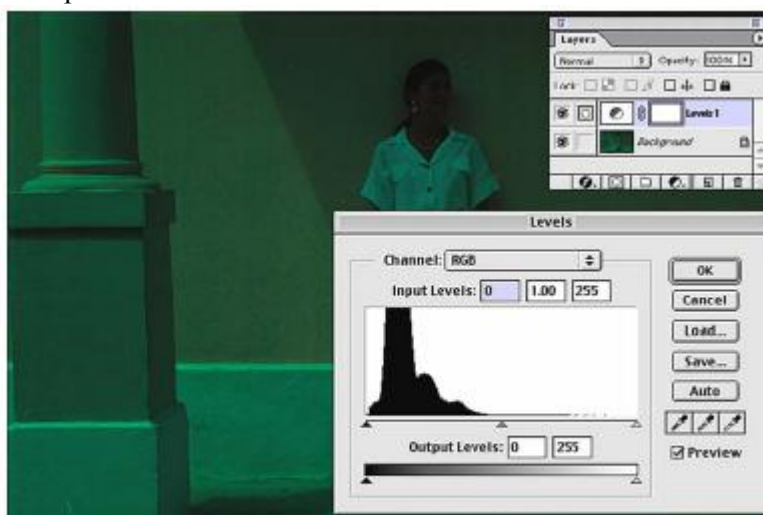 Layers
Normal Opacity: 100%
Lock:
Levels 1
Background
Levels
Channel: RGB
Input Levels: 0 1.00 255
OK
Cancel
Load...
Save...
Auto
Output Levels: 0 255
Preview